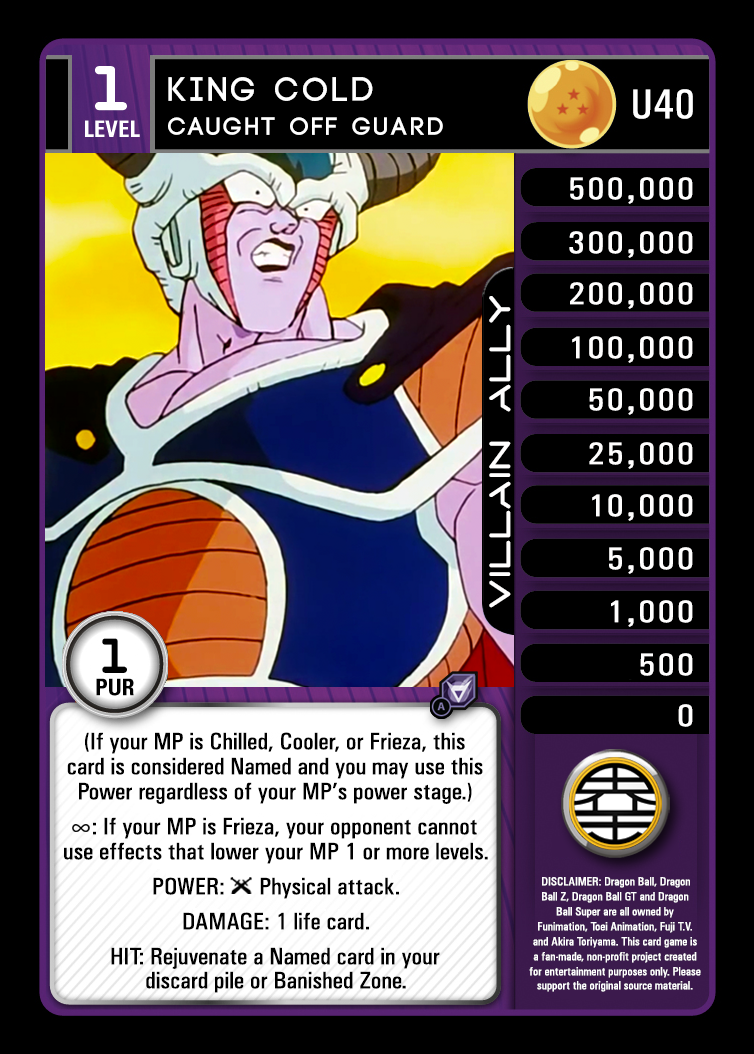 1
LEVEL
KING COLD
CAUGHT OFF GUARD
U40
500,000
300,000
200,000
100,000
50,000
25,000
10,000
5,000
1,000
500
0
VILLAIN ALLY
1
PUR
A
(If your MP is Chilled, Cooler, or Frieza, this
card is considered Named and you may use this
Power regardless of your MP's power stage.)
∞: If your MP is Frieza, your opponent cannot
use effects that lower your MP 1 or more levels.
POWER: Physical attack.
DAMAGE: 1 life card.
HIT: Rejuvenate a Named card in your
discard pile or Banished Zone.
DISCLAIMER: Dragon Ball, Dragon
Ball Z, Dragon Ball GT and Dragon
Ball Super are all owned by
Funimation, Toei Animation, Fuji T.V.
and Akira Toriyama. This card game is
a fan-made, non-profit project created
for entertainment purposes only. Please
support the original source material.